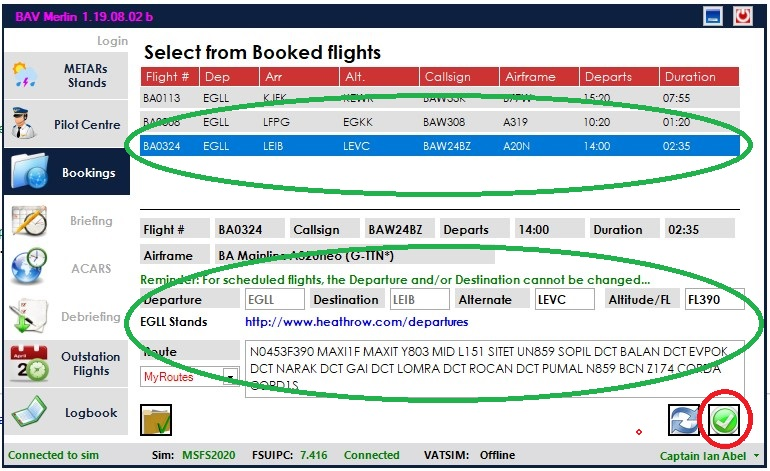 BAV Merlin 1.19.08.02 b
Login
METARs
Stands
Pilot Centre
Bookings
Briefing
ACARS
Debriefing
Outstation
Flights
Logbook
Select from Booked flights
Flight # Dep Arr Alt. Callsign Airframe Departs Duration
BA0113 EGLL KJFK KEWR 15:20 07:55
EGLL LFPG EGKK BAW308 A319 10:20 01:20
BA0324 EGLL LEIB LEVC BAW24BZ A20N 14:00 02:35
Flight # BA0324 Callsign BAW24BZ Departs 14:00 Duration 02:35
Airframe BA Mainline A320neo (G-TTN*)
Reminder: For scheduled flights, the Departure and/or Destination cannot be changed...
Departure EGLL Destination LEIB Alternate LEVC Altitude/FL FL390
EGLL Stands http://www.heathrow.com/departures
Route N0453F390 MAXI1F MAXIT Y803 MID L151 SITET UN859 SOPIL DCT BALAN DCT EVPOK
MyRoutes DCT NARAK DCT GAI DCT LOMRA DCT ROCAN DCT PUMAL N859 BCN Z174 CORDA
CORD1S
Connected to sim Sim: MSFS2020 FSUIPC: 7.416 Connected VATSIM: Offline Captain Ian Abel